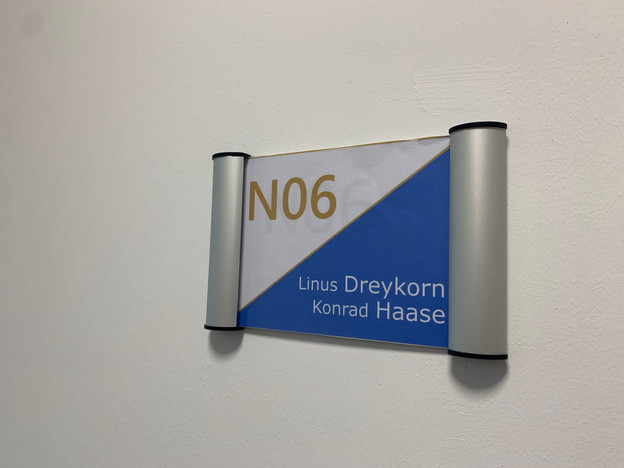 N06
Linus Dreykorn
Konrad Haase